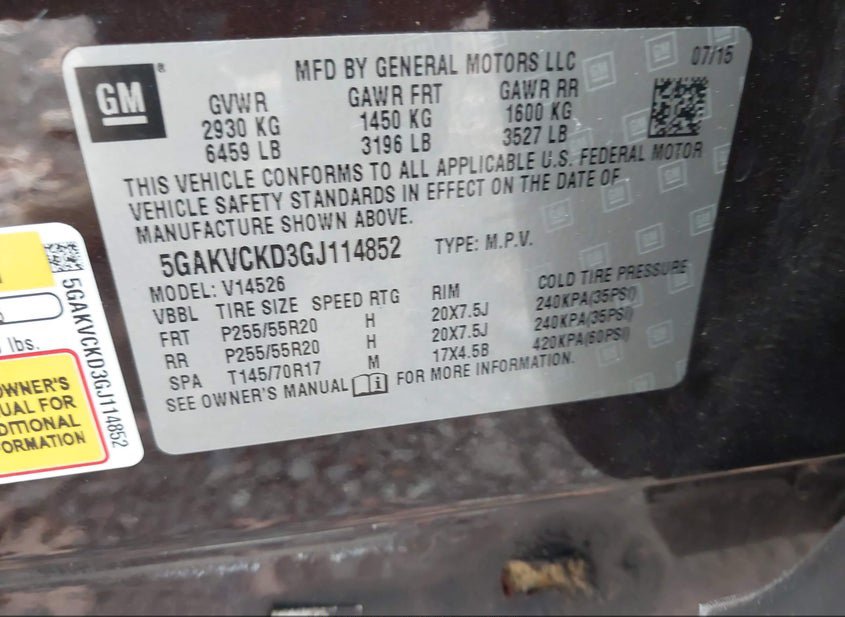 GM
®
MFD BY GENERAL MOTORS LLC
07/15
GVWR GAWR FRT GAWR RR
2930 KG 1450 KG 1600 KG
6459 LB 3196 LB 3527 LB
THIS VEHICLE CONFORMS TO ALL APPLICABLE U.S. FEDERAL MOTOR
VEHICLE SAFETY STANDARDS IN EFFECT ON THE DATE OF
MANUFACTURE SHOWN ABOVE.
5GAKVCKD3GJ114852 TYPE: M.P.V.
MODEL: V14526
VBBL TIRE SIZE SPEED RTG RIM COLD TIRE PRESSURE
FRT P255/55R20 H 20X7.5J 240KPA(35PSI)
RR P255/55R20 H 20X7.5J 240KPA(35PSI)
SPA T145/70R17 M 17X4.5B 420KPA(60PSI)
SEE OWNER'S MANUAL FOR MORE INFORMATION.
5GAKVCKD3GJ114852
lbs.
OWNER'S
UAL FOR
DITIONAL
ORMATION